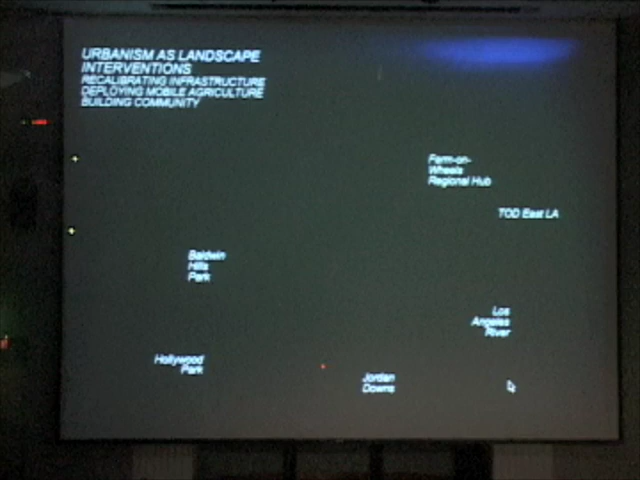 URBANISM AS LANDSCAPE
INTERVENTIONS
RECALIBRATING INFRASTRUCTURE
DEPLOYING MOBILE AGRICULTURE
BUILDING COMMUNITY
Farm-on-
Wheels
Regional Hub
TOD East LA
Baldwin
Hills
Park
Los
Angeles
River
Hollywood
Park
Jordan
Downs